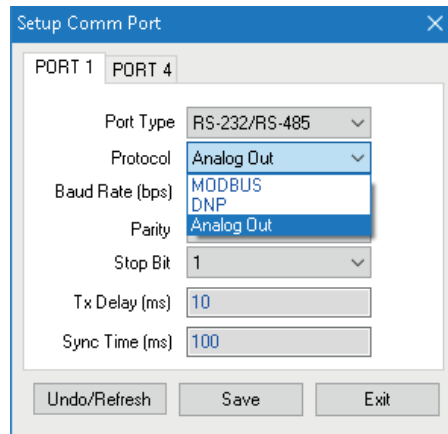 Setup Comm Port
PORT 1 PORT 4
Port Type RS-232/RS-485
Protocol Analog Out
Baud Rate (bps) MODBUS
DNP
Parity Analog Out
Stop Bit 1
Tx Delay (ms) 10
Sync Time (ms) 100
Undo/Refresh Save Exit